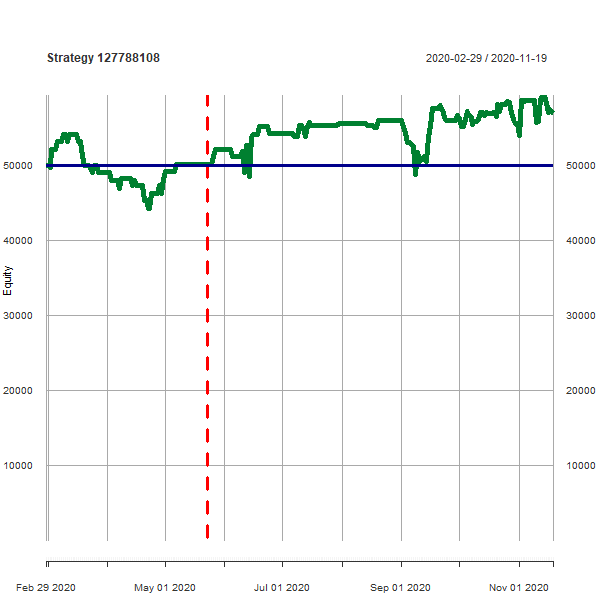 Strategy 127788108
2020-02-29 / 2020-11-19
50000
50000
40000
40000
Equity
30000
30000
20000
20000
10000
10000
Feb 29 2020
May 01 2020
Jul 01 2020
Sep 01 2020
Nov 01 2020